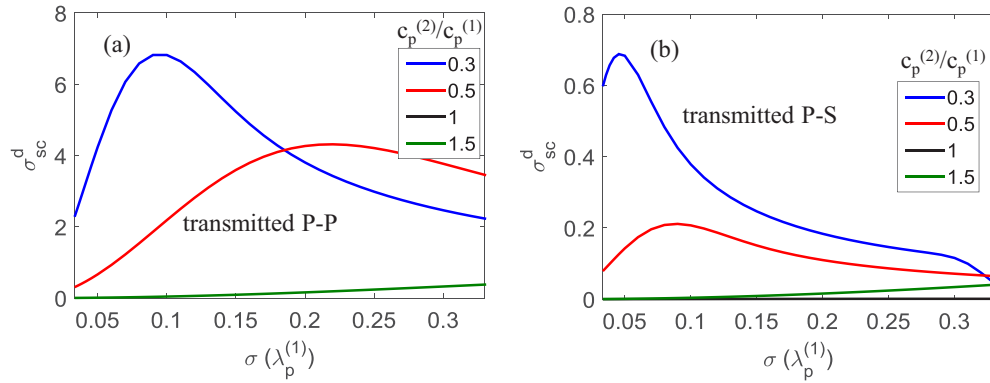 (a)
c_p^(2)/c_p^(1)
0.3
0.5
1
1.5
transmitted P-P
8
6
4
2
0
σ_sc^d
0.05 0.1 0.15 0.2 0.25 0.3
σ (λ_p^(1))
(b)
c_p^(2)/c_p^(1)
0.3
0.5
1
1.5
transmitted P-S
0.8
0.6
0.4
0.2
0
σ_sc^d
0.05 0.1 0.15 0.2 0.25 0.3
σ (λ_p^(1))